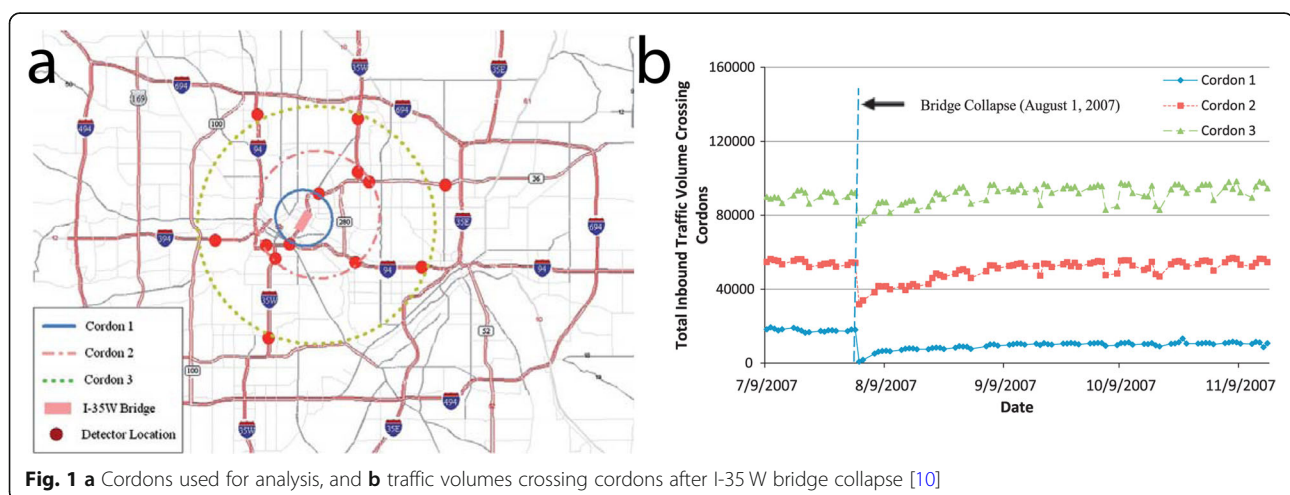 a
694
35W
35E
61
169
494
100
94
694
694
12
36
280
35E
694
12
394
94
94
35W
52
100
494
35W
35E
Cordon 1
Cordon 2
Cordon 3
I-35W Bridge
Detector Location
b
160000
120000
80000
40000
0
Total Inbound Traffic Volume Crossing
Cordons
Bridge Collapse (August 1, 2007)
Cordon 1
Cordon 2
Cordon 3
7/9/2007
8/9/2007
9/9/2007
10/9/2007
11/9/2007
Date
Fig. 1 a Cordons used for analysis, and b traffic volumes crossing cordons after I-35 W bridge collapse [10]